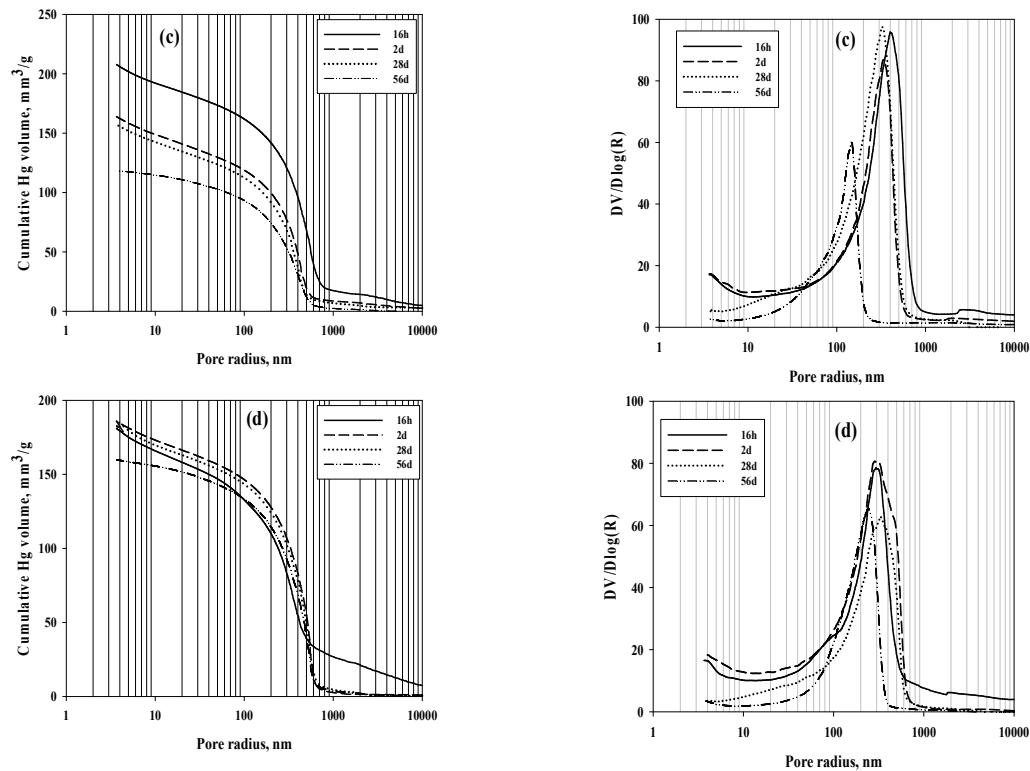 (c)
16h
2d
28d
56d
250
200
150
100
50
0
1
10
100
1000
10000
Cumulative Hg volume, mm³/g
Pore radius, nm
(c)
16h
2d
28d
56d
100
80
60
40
20
0
1
10
100
1000
10000
DV/Dlog(R)
Pore radius, nm
(d)
16h
2d
28d
56d
200
150
100
50
0
1
10
100
1000
10000
Cumulative Hg volume, mm³/g
Pore radius, nm
(d)
16h
2d
28d
56d
100
80
60
40
20
0
1
10
100
1000
10000
DV/Dlog(R)
Pore radius, nm